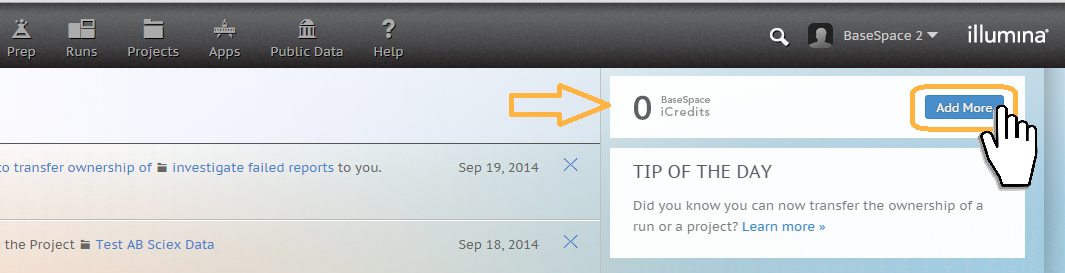 Prep Runs Projects Apps Public Data Help BaseSpace 2 illumina®
0 BaseSpace
iCredits
Add More
to transfer ownership of investigate failed reports to you. Sep 19, 2014
the Project Test AB Sciex Data Sep 18, 2014
TIP OF THE DAY
Did you know you can now transfer the ownership of a
run or a project? Learn more »